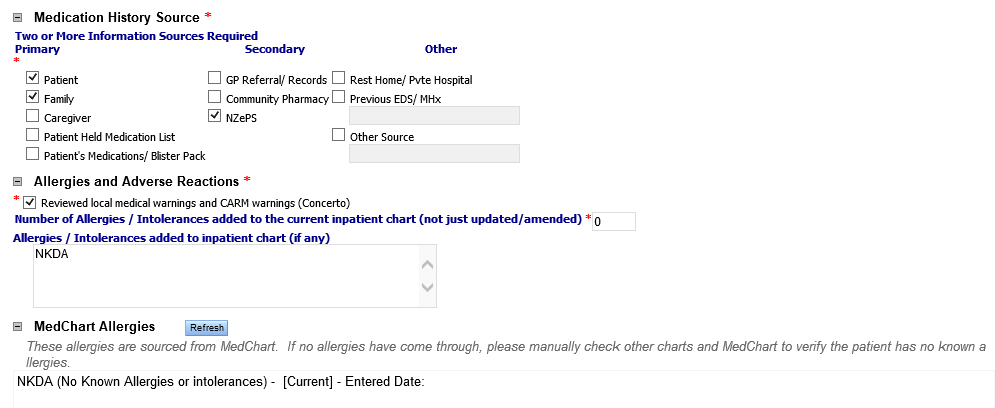 Medication History Source *
Two or More Information Sources Required
Primary Secondary Other
*
Patient GP Referral/ Records Rest Home/ Pvte Hospital
Family Community Pharmacy Previous EDS/ MHx
Caregiver NZePS
Patient Held Medication List Other Source
Patient's Medications/ Blister Pack
Allergies and Adverse Reactions *
* Reviewed local medical warnings and CARM warnings (Concerto)
Number of Allergies / Intolerances added to the current inpatient chart (not just updated/amended) * 0
Allergies / Intolerances added to inpatient chart (if any)
NKDA
MedChart Allergies Refresh
These allergies are sourced from MedChart. If no allergies have come through, please manually check other charts and MedChart to verify the patient has no known a
llergies.
NKDA (No Known Allergies or intolerances) - [Current] - Entered Date: